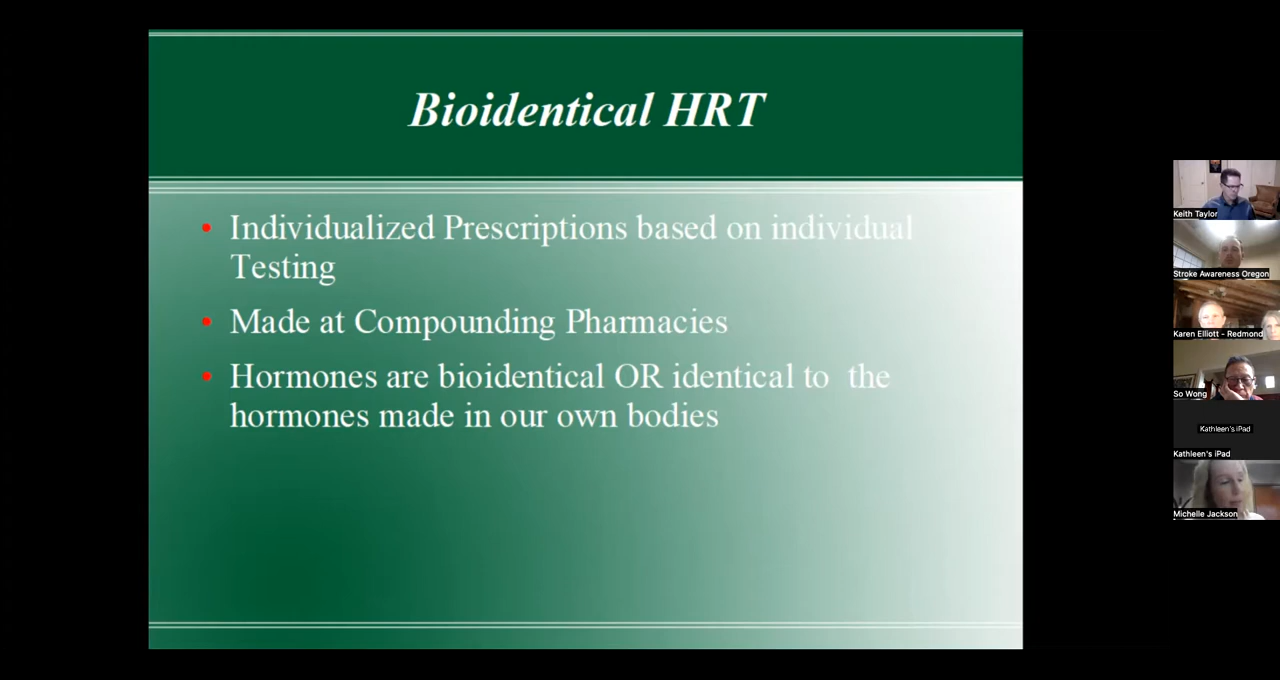 Bioidentical HRT
Individualized Prescriptions based on individual
Testing
Made at Compounding Pharmacies
Hormones are bioidentical OR identical to the
hormones made in our own bodies
Keith Taylor
Stroke Awareness Oregon
Karen Elliott - Redmond
So Wong
Kathleen's iPad
Kathleen's iPad
Michelle Jackson